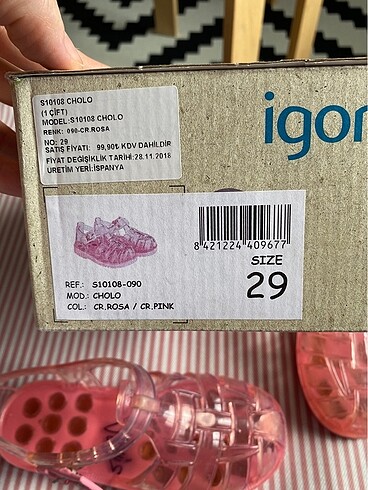 S10108 CHOLO
(1 ÇİFT)
MODEL:S10108 CHOLO
RENK: 090-CR.ROSA
NO: 29
SATIŞ FİYATI: 99,90₺ KDV DAHİLDİR
FİYAT DEĞİŞİKLİK TARİHİ:28.11.2018
ÜRETİM YERİ:İSPANYA
igor
8 421224 409677
SIZE
29
REF.: S10108-090
MOD.: CHOLO
COL.: CR.ROSA / CR.PINK